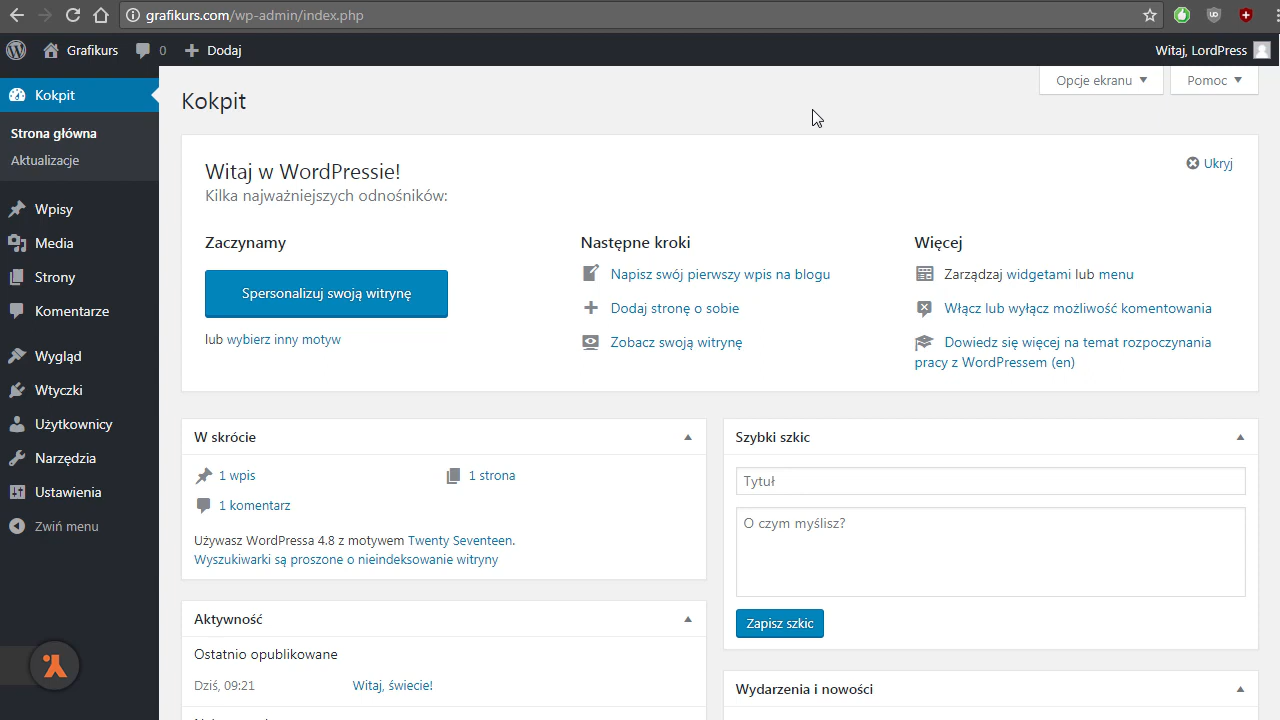 grafikurs.com/wp-admin/index.php
Grafikurs 0 Dodaj Witaj, LordPress
Kokpit
Strona główna
Aktualizacje
Wpisy
Media
Strony
Komentarze
Wygląd
Wtyczki
Użytkownicy
Narzędzia
Ustawienia
Zwiń menu
Opcje ekranu Pomoc
Kokpit
Witaj w WordPressie!
Kilka najważniejszych odnośników:
Ukryj
Zaczynamy
Spersonalizuj swoją witrynę
lub wybierz inny motyw
Następne kroki
Napisz swój pierwszy wpis na blogu
Dodaj stronę o sobie
Zobacz swoją witrynę
Więcej
Zarządzaj widgetami lub menu
Włącz lub wyłącz możliwość komentowania
Dowiedz się więcej na temat rozpoczynania
pracy z WordPressem (en)
W skrócie
1 wpis 1 strona
1 komentarz
Używasz WordPressa 4.8 z motywem Twenty Seventeen.
Wyszukiwarki są proszone o nieindeksowanie witryny
Aktywność
Ostatnio opublikowane
Dziś, 09:21 Witaj, świecie!
Szybki szkic
Tytuł
O czym myślisz?
Zapisz szkic
Wydarzenia i nowości